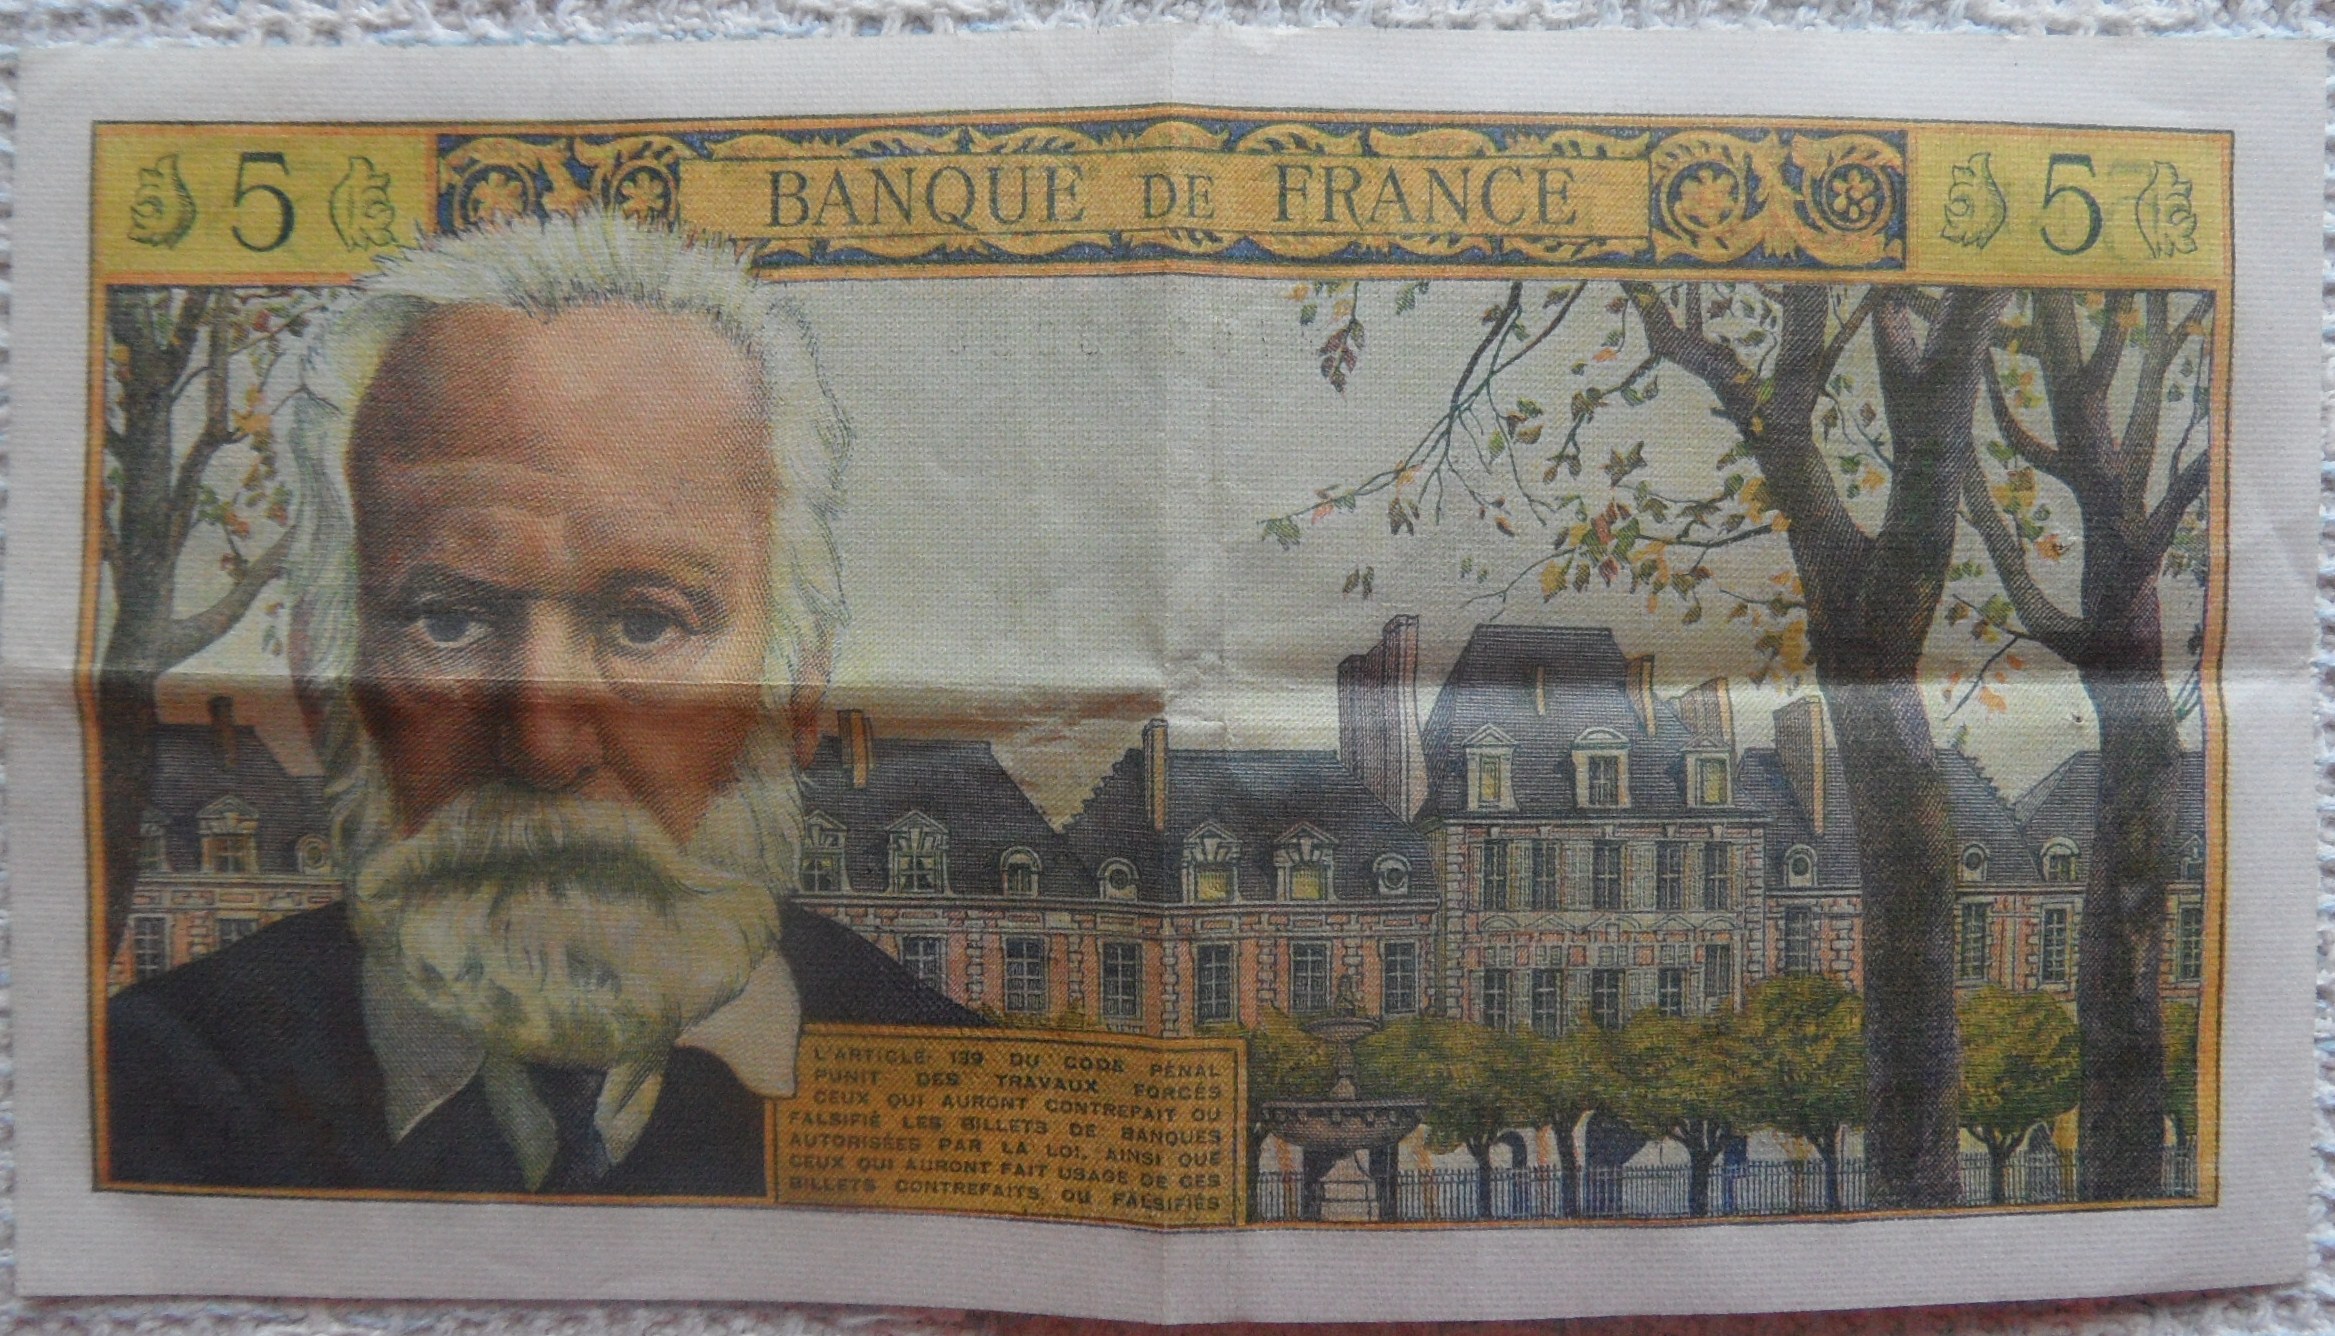 5 BANQUE DE FRANCE 5
L'ARTICLE 139 DU CODE PÉNAL
PUNIT DES TRAVAUX FORCÉS
CEUX QUI AURONT CONTREFAIT OU
FALSIFIÉ LES BILLETS DE BANQUES
AUTORISÉES PAR LA LOI, AINSI QUE
CEUX QUI AURONT FAIT USAGE DE CES
BILLETS CONTREFAITS, OU FALSIFIÉS